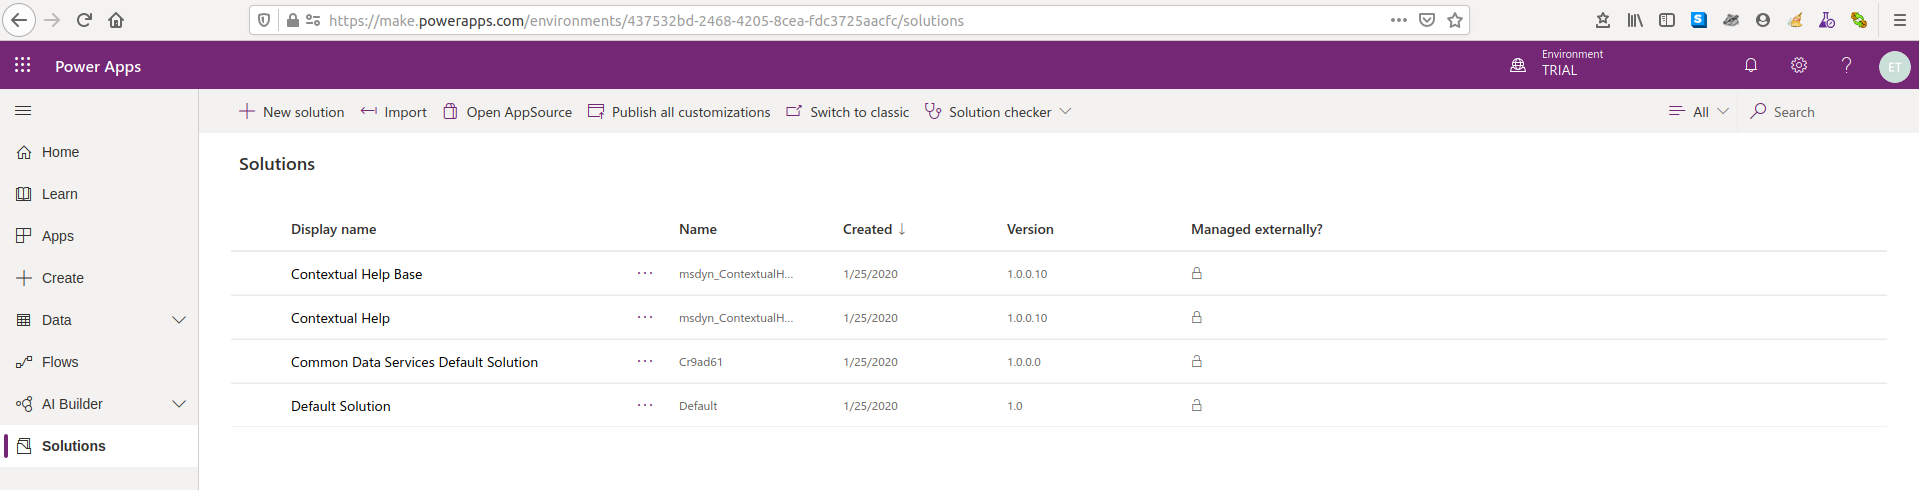 https://make.powerapps.com/environments/437532bd-2468-4205-8cea-fdc3725aacfc/solutions
Power Apps
Environment
TRIAL
ET
New solution Import Open AppSource Publish all customizations Switch to classic Solution checker All Search
Home
Learn
Apps
Create
Data
Flows
AI Builder
Solutions
Solutions
Display name Name Created Version Managed externally?
Contextual Help Base ... msdyn_ContextualH... 1/25/2020 1.0.0.10
Contextual Help ... msdyn_ContextualH... 1/25/2020 1.0.0.10
Common Data Services Default Solution ... Cr9ad61 1/25/2020 1.0.0.0
Default Solution ... Default 1/25/2020 1.0